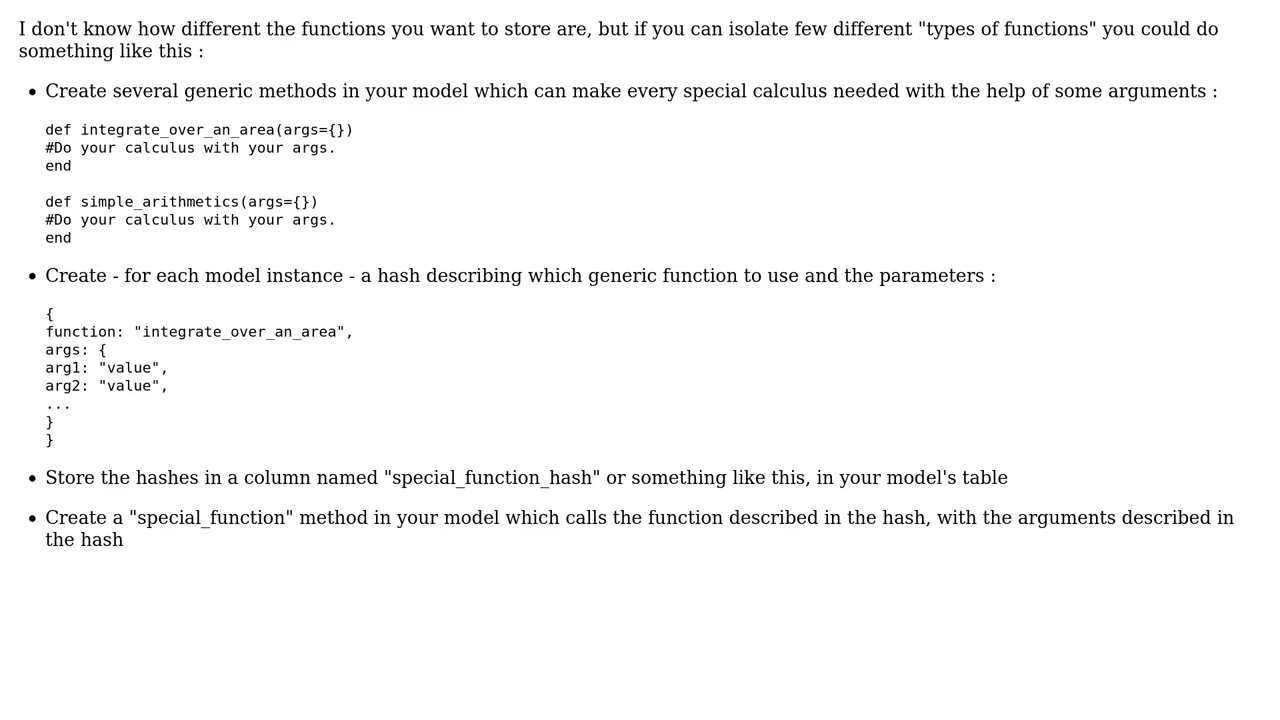 I don't know how different the functions you want to store are, but if you can isolate few different "types of functions" you could do
something like this :
• Create several generic methods in your model which can make every special calculus needed with the help of some arguments :
def integrate_over_an_area(args={})
#Do your calculus with your args.
end
def simple_arithmetics(args={})
#Do your calculus with your args.
end
• Create - for each model instance - a hash describing which generic function to use and the parameters :
{
function: "integrate_over_an_area",
args: {
arg1: "value",
arg2: "value",
...
}
}
• Store the hashes in a column named "special_function_hash" or something like this, in your model's table
• Create a "special_function" method in your model which calls the function described in the hash, with the arguments described in
the hash